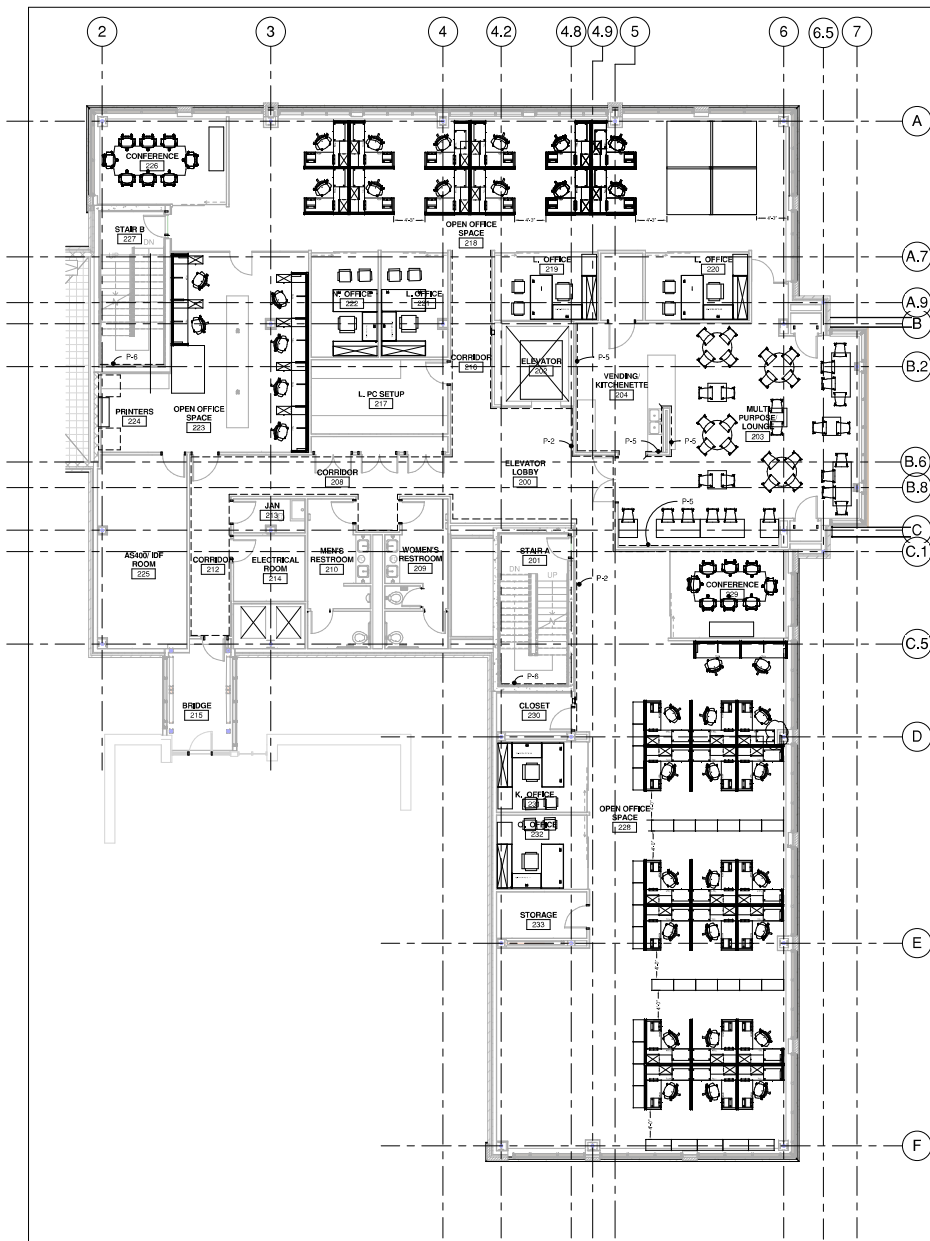 2
3
4
4.2
4.8
4.9
5
6
6.5
7
A
CONFERENCE
226
STAIR B
227
DN
OPEN OFFICE
SPACE
218
A.7
L. OFFICE
219
L. OFFICE
220
A.9
B
N. OFFICE
222
L. OFFICE
221
CORRIDOR
216
ELEVATOR
202
P-5
P-6
B.2
VENDING/
KITCHENETTE
204
L. PC SETUP
217
PRINTERS
224
OPEN OFFICE
SPACE
223
MULTI
PURPOSE/
LOUNGE
203
P-2
P-5
P-5
B.6
CORRIDOR
208
ELEVATOR
LOBBY
200
B.8
P-5
JAN
213
C
C.1
AS400/ IDF
ROOM
225
CORRIDOR
212
ELECTRICAL
ROOM
214
MEN'S
RESTROOM
210
WOMEN'S
RESTROOM
209
STAIR A
201
DN
UP
P-2
CONFERENCE
229
C.5
P-6
BRIDGE
215
CLOSET
230
D
K. OFFICE
231
OFFICE
232
OPEN OFFICE
SPACE
228
STORAGE
233
E
F